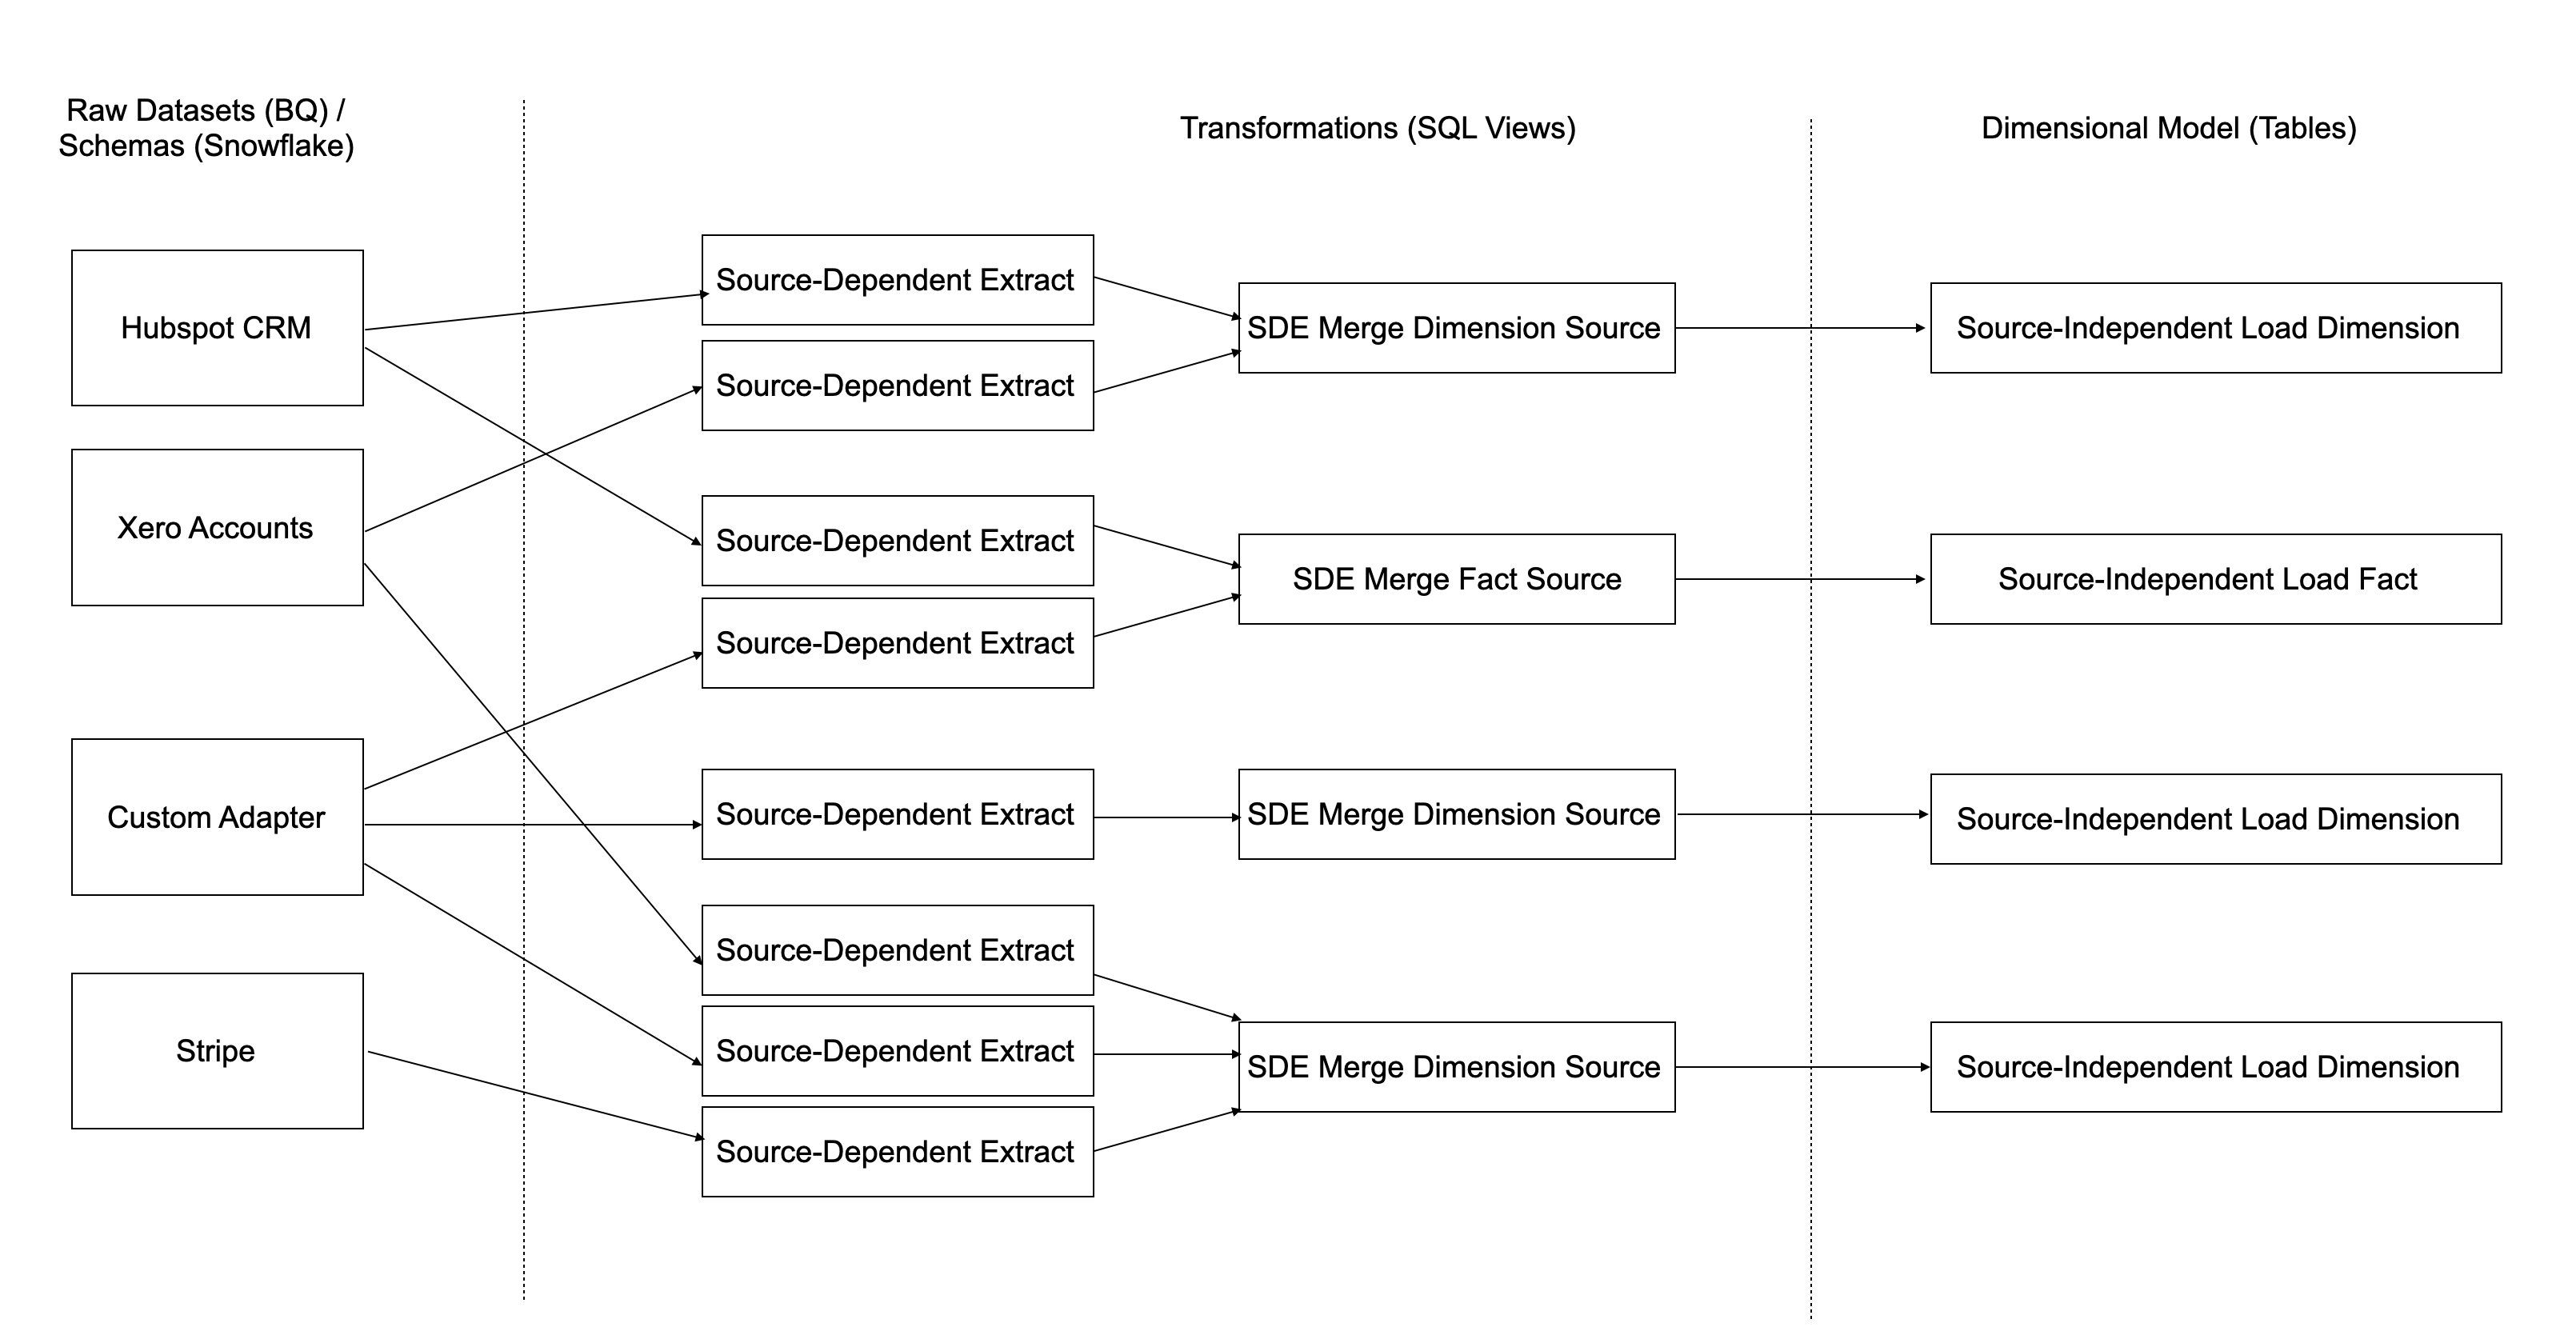 Raw Datasets (BQ) /
Schemas (Snowflake)
Transformations (SQL Views)
Dimensional Model (Tables)
Hubspot CRM
Xero Accounts
Custom Adapter
Stripe
Source-Dependent Extract
Source-Dependent Extract
Source-Dependent Extract
Source-Dependent Extract
Source-Dependent Extract
Source-Dependent Extract
Source-Dependent Extract
Source-Dependent Extract
SDE Merge Dimension Source
SDE Merge Fact Source
SDE Merge Dimension Source
SDE Merge Dimension Source
Source-Independent Load Dimension
Source-Independent Load Fact
Source-Independent Load Dimension
Source-Independent Load Dimension